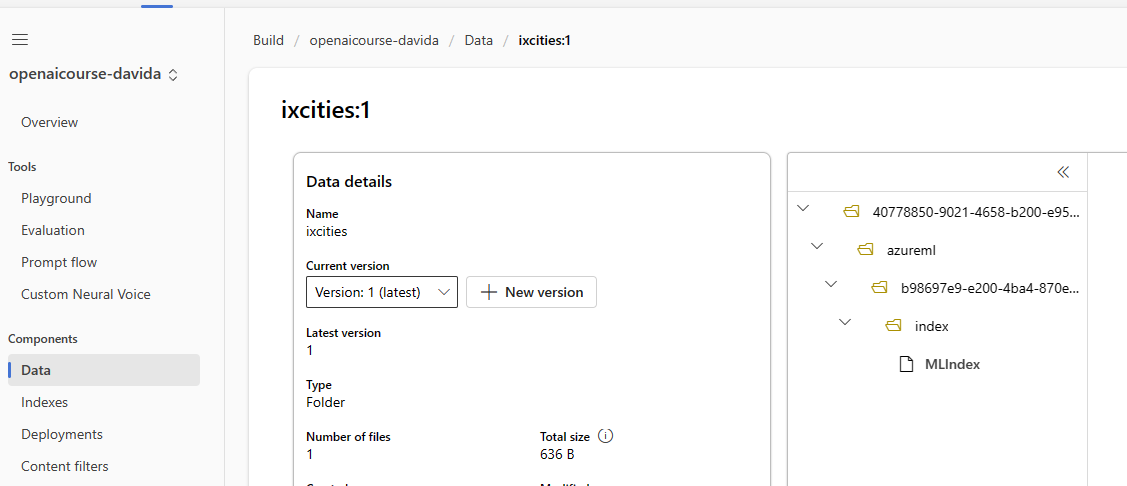 Build / openaicourse-davida / Data / ixcities:1
openaicourse-davida
Overview
Tools
Playground
Evaluation
Prompt flow
Custom Neural Voice
Components
Data
Indexes
Deployments
Content filters
ixcities:1
Data details
Name
ixcities
Current version
Version: 1 (latest)
New version
Latest version
1
Type
Folder
Number of files
1
Total size
636 B
40778850-9021-4658-b200-e95...
azureml
b98697e9-e200-4ba4-870e...
index
MLIndex